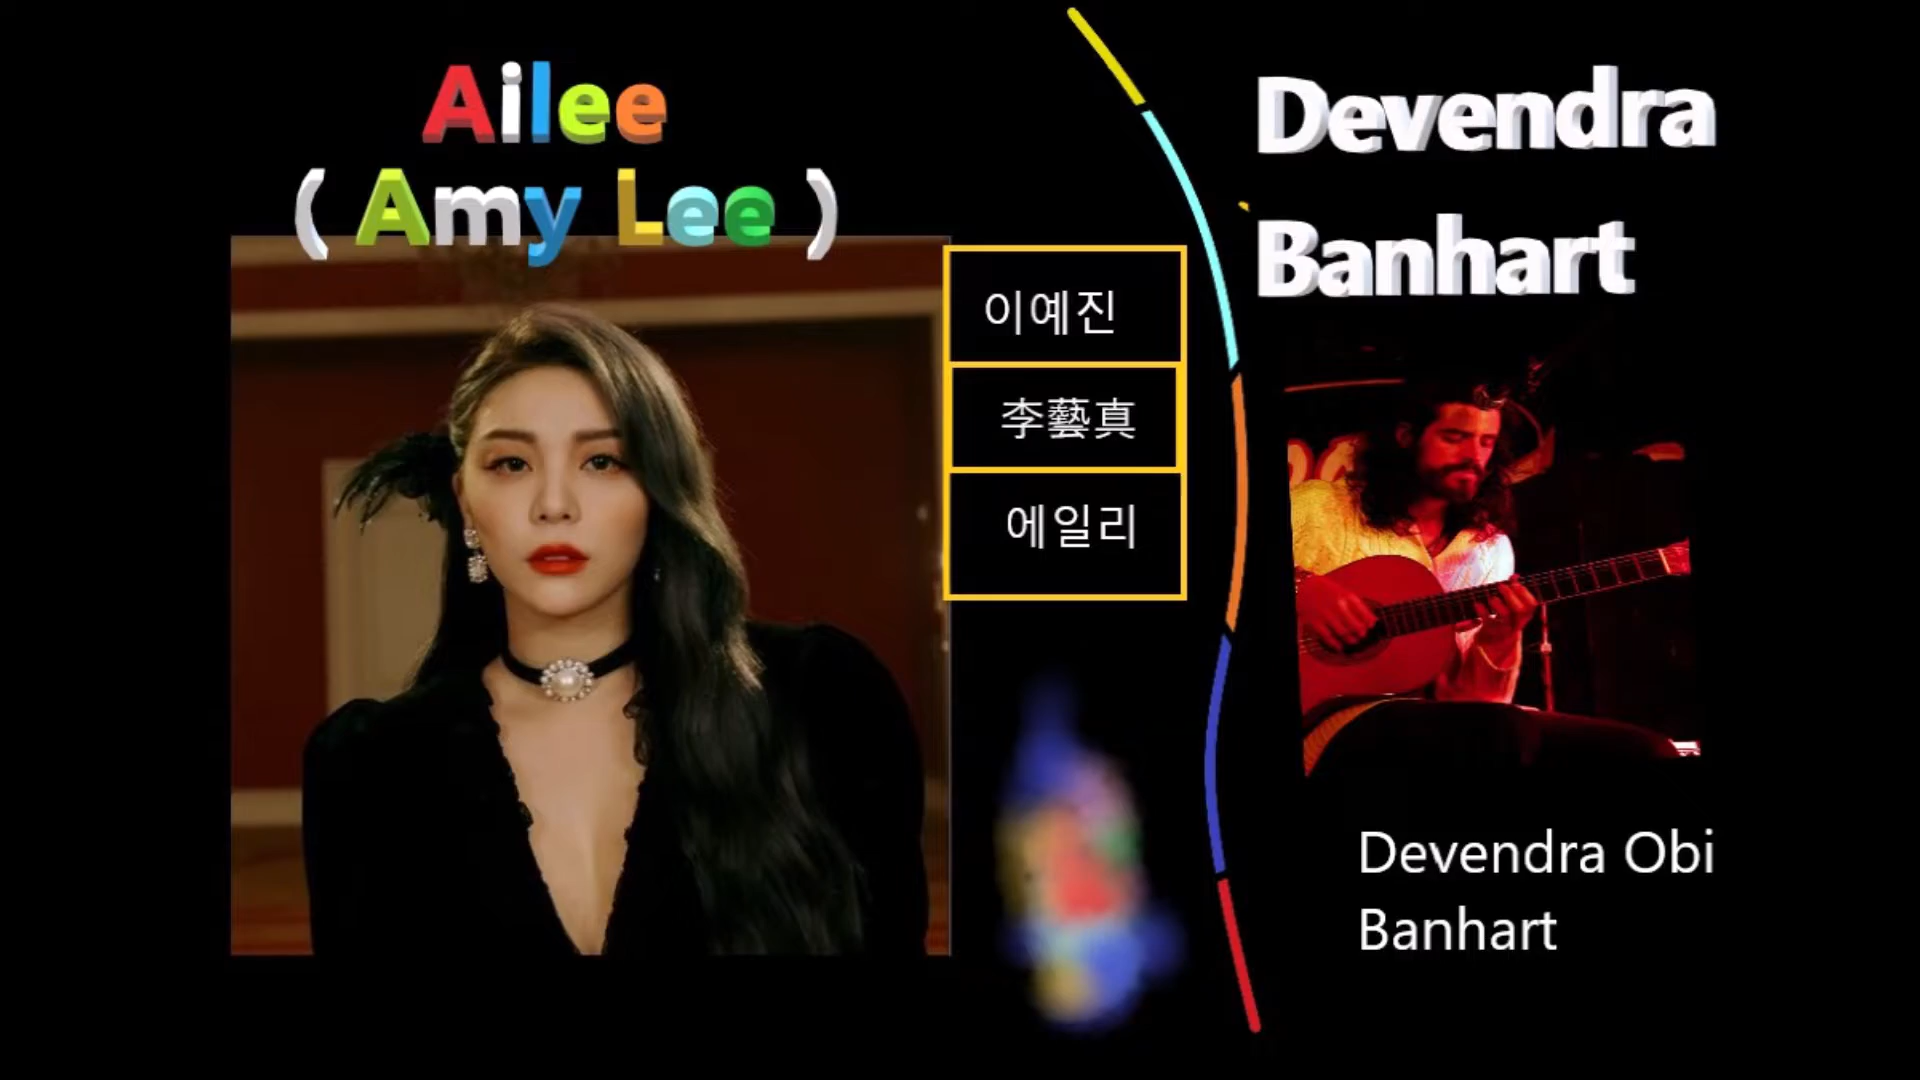 Ailee
( Amy Lee )
이예진
李藝真
에일리
Devendra
Banhart
Devendra Obi
Banhart